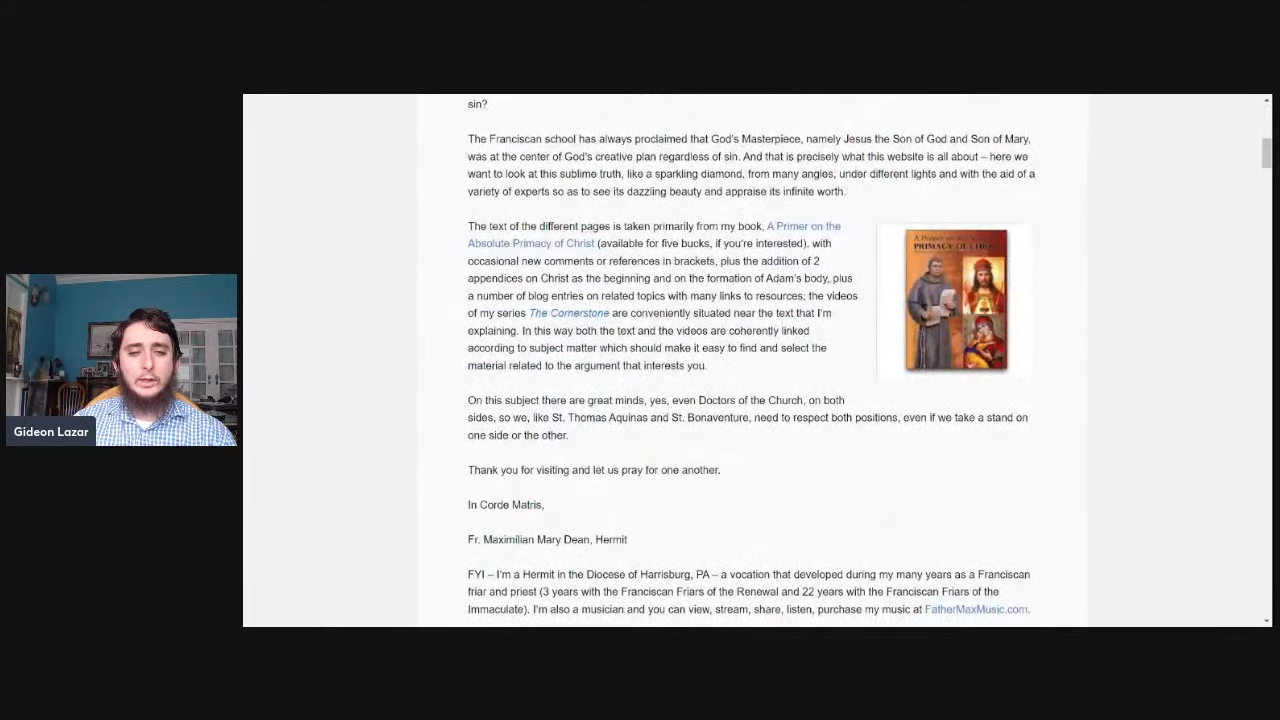 sin?
The Franciscan school has always proclaimed that God's Masterpiece, namely Jesus the Son of God and Son of Mary,
was at the center of God's creative plan regardless of sin. And that is precisely what this website is all about – here we
want to look at this sublime truth, like a sparkling diamond, from many angles, under different lights and with the aid of a
variety of experts so as to see its dazzling beauty and appraise its infinite worth.
The text of the different pages is taken primarily from my book, A Primer on the
Absolute Primacy of Christ (available for five bucks, if you're interested), with
occasional new comments or references in brackets, plus the addition of 2
appendices on Christ as the beginning and on the formation of Adam's body, plus
a number of blog entries on related topics with many links to resources; the videos
of my series The Cornerstone are conveniently situated near the text that I'm
explaining. In this way both the text and the videos are coherently linked
according to subject matter which should make it easy to find and select the
material related to the argument that interests you.
A Primer on the
PRIMACY OF
On this subject there are great minds, yes, even Doctors of the Church, on both
sides, so we, like St. Thomas Aquinas and St. Bonaventure, need to respect both positions, even if we take a stand on
one side or the other.
Thank you for visiting and let us pray for one another.
In Corde Matris,
Fr. Maximilian Mary Dean, Hermit
FYI – I'm a Hermit in the Diocese of Harrisburg, PA – a vocation that developed during my many years as a Franciscan
friar and priest (3 years with the Franciscan Friars of the Renewal and 22 years with the Franciscan Friars of the
Immaculate). I'm also a musician and you can view, stream, share, listen, purchase my music at FatherMaxMusic.com.
Gideon Lazar